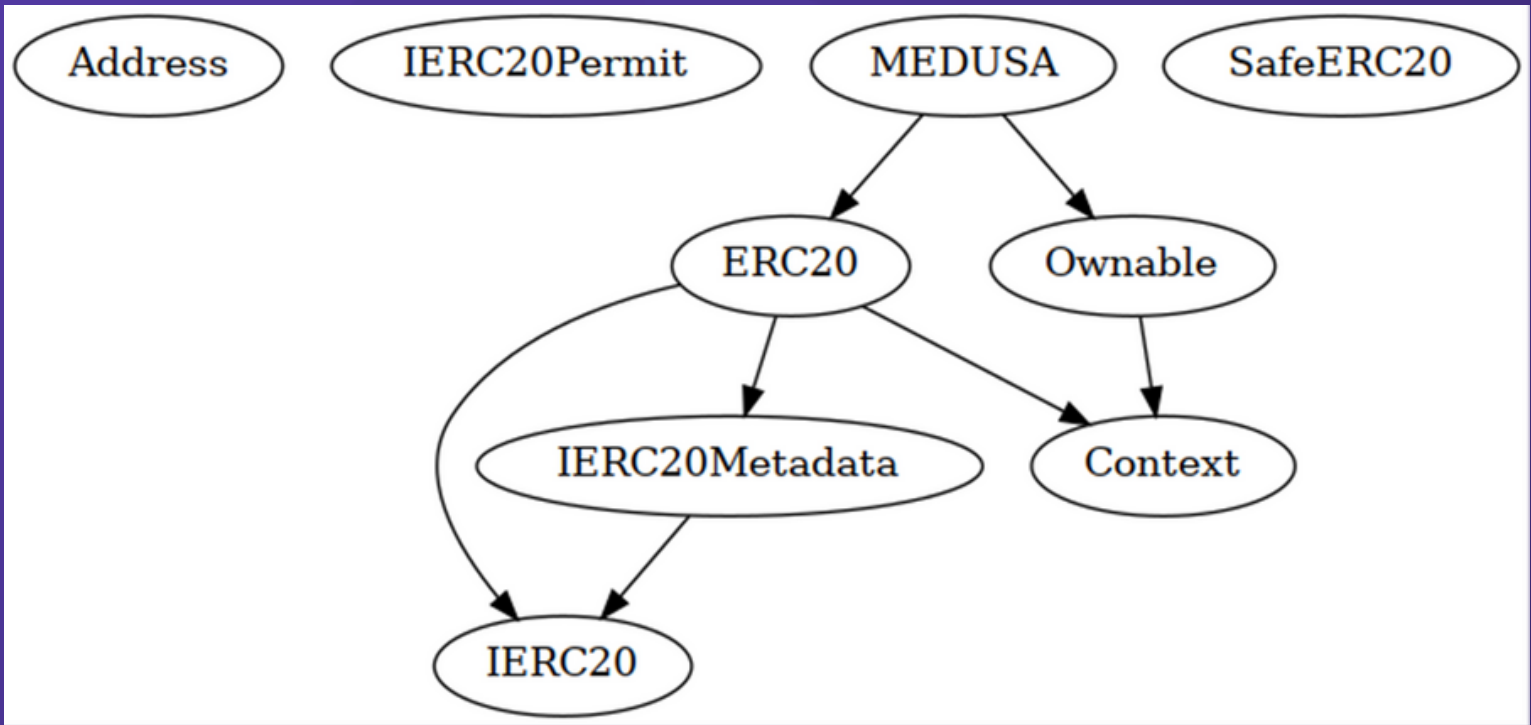 Address
IERC20Permit
MEDUSA
SafeERC20
ERC20
Ownable
IERC20Metadata
Context
IERC20